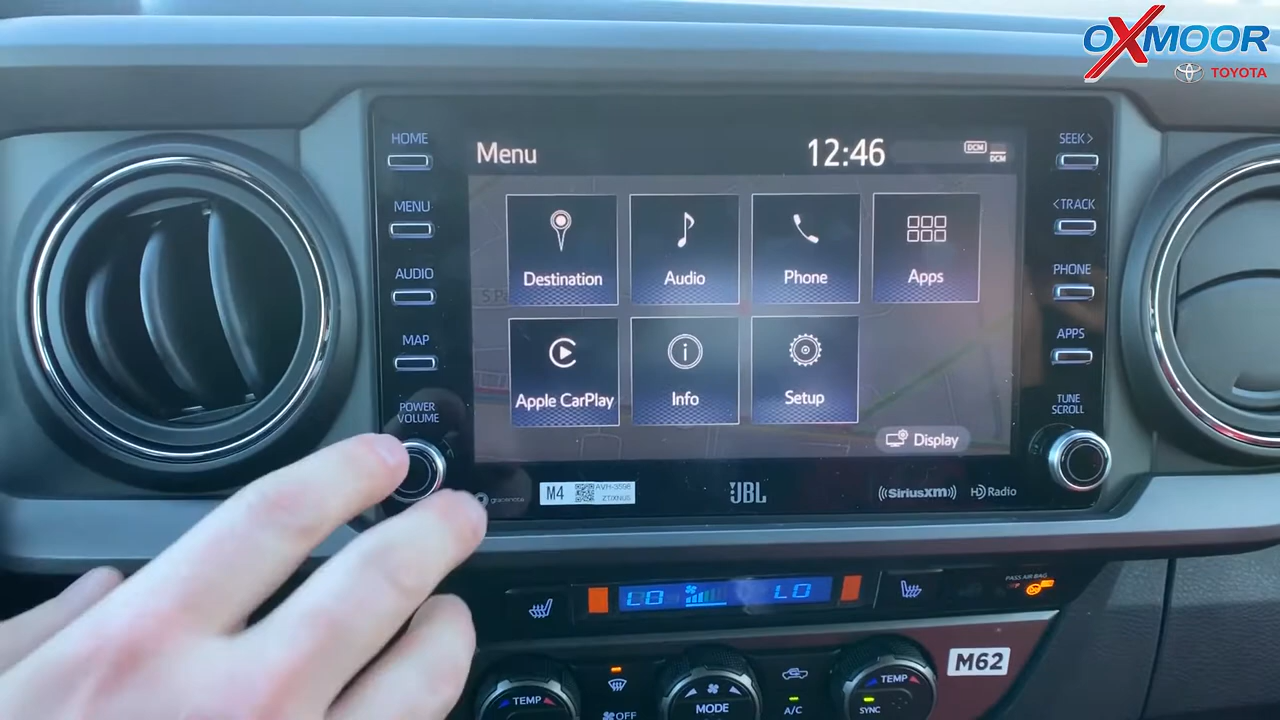 OXMOOR
TOYOTA
HOME
MENU
AUDIO
MAP
POWER
VOLUME
Menu
12:46
DCM
DCM
Destination
Audio
Phone
Apps
Apple CarPlay
Info
Setup
Display
SEEK>
<TRACK
PHONE
APPS
TUNE
SCROLL
gracenote
M4
JBL
((SiriusXM))
HD Radio
LO
LO
PASS AIR BAG
M62
TEMP
OFF
MODE
A/C
TEMP
SYNC